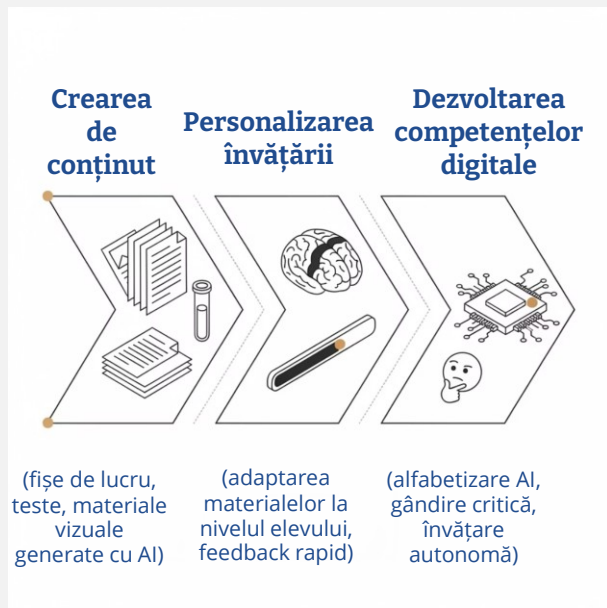 Crearea
de
conținut
Personalizarea
învățării
Dezvoltarea
competențelor
digitale
(fișe de lucru,
teste, materiale
vizuale
generate cu AI)
(adaptarea
materialelor la
nivelul elevului,
feedback rapid)
(alfabetizare AI,
gândire critică,
învățare
autonomă)